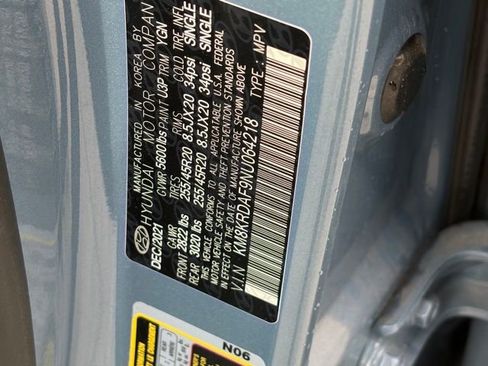 MANUFACTURED IN KOREA BY
HYUNDAI MOTOR COMPANY
DEC/2021 GVWR 5600lbs PAINT U3P TRIM YGN
GAWR TIRES RIMS COLD TIRE INFL
FRONT 2822 lbs 255/45R20 8.5JX20 34psi SINGLE
REAR 3020 lbs 255/45R20 8.5JX20 34psi SINGLE
THIS VEHICLE CONFORMS TO ALL APPLICABLE U.S.A. FEDERAL
MOTOR VEHICLE SAFETY AND THEFT PREVENTION STANDARDS
IN EFFECT ON THE DATE OF MANUFACTURE SHOWN ABOVE
V.I.N : KM8KRDAF9NU064218 TYPE : MPV
N06